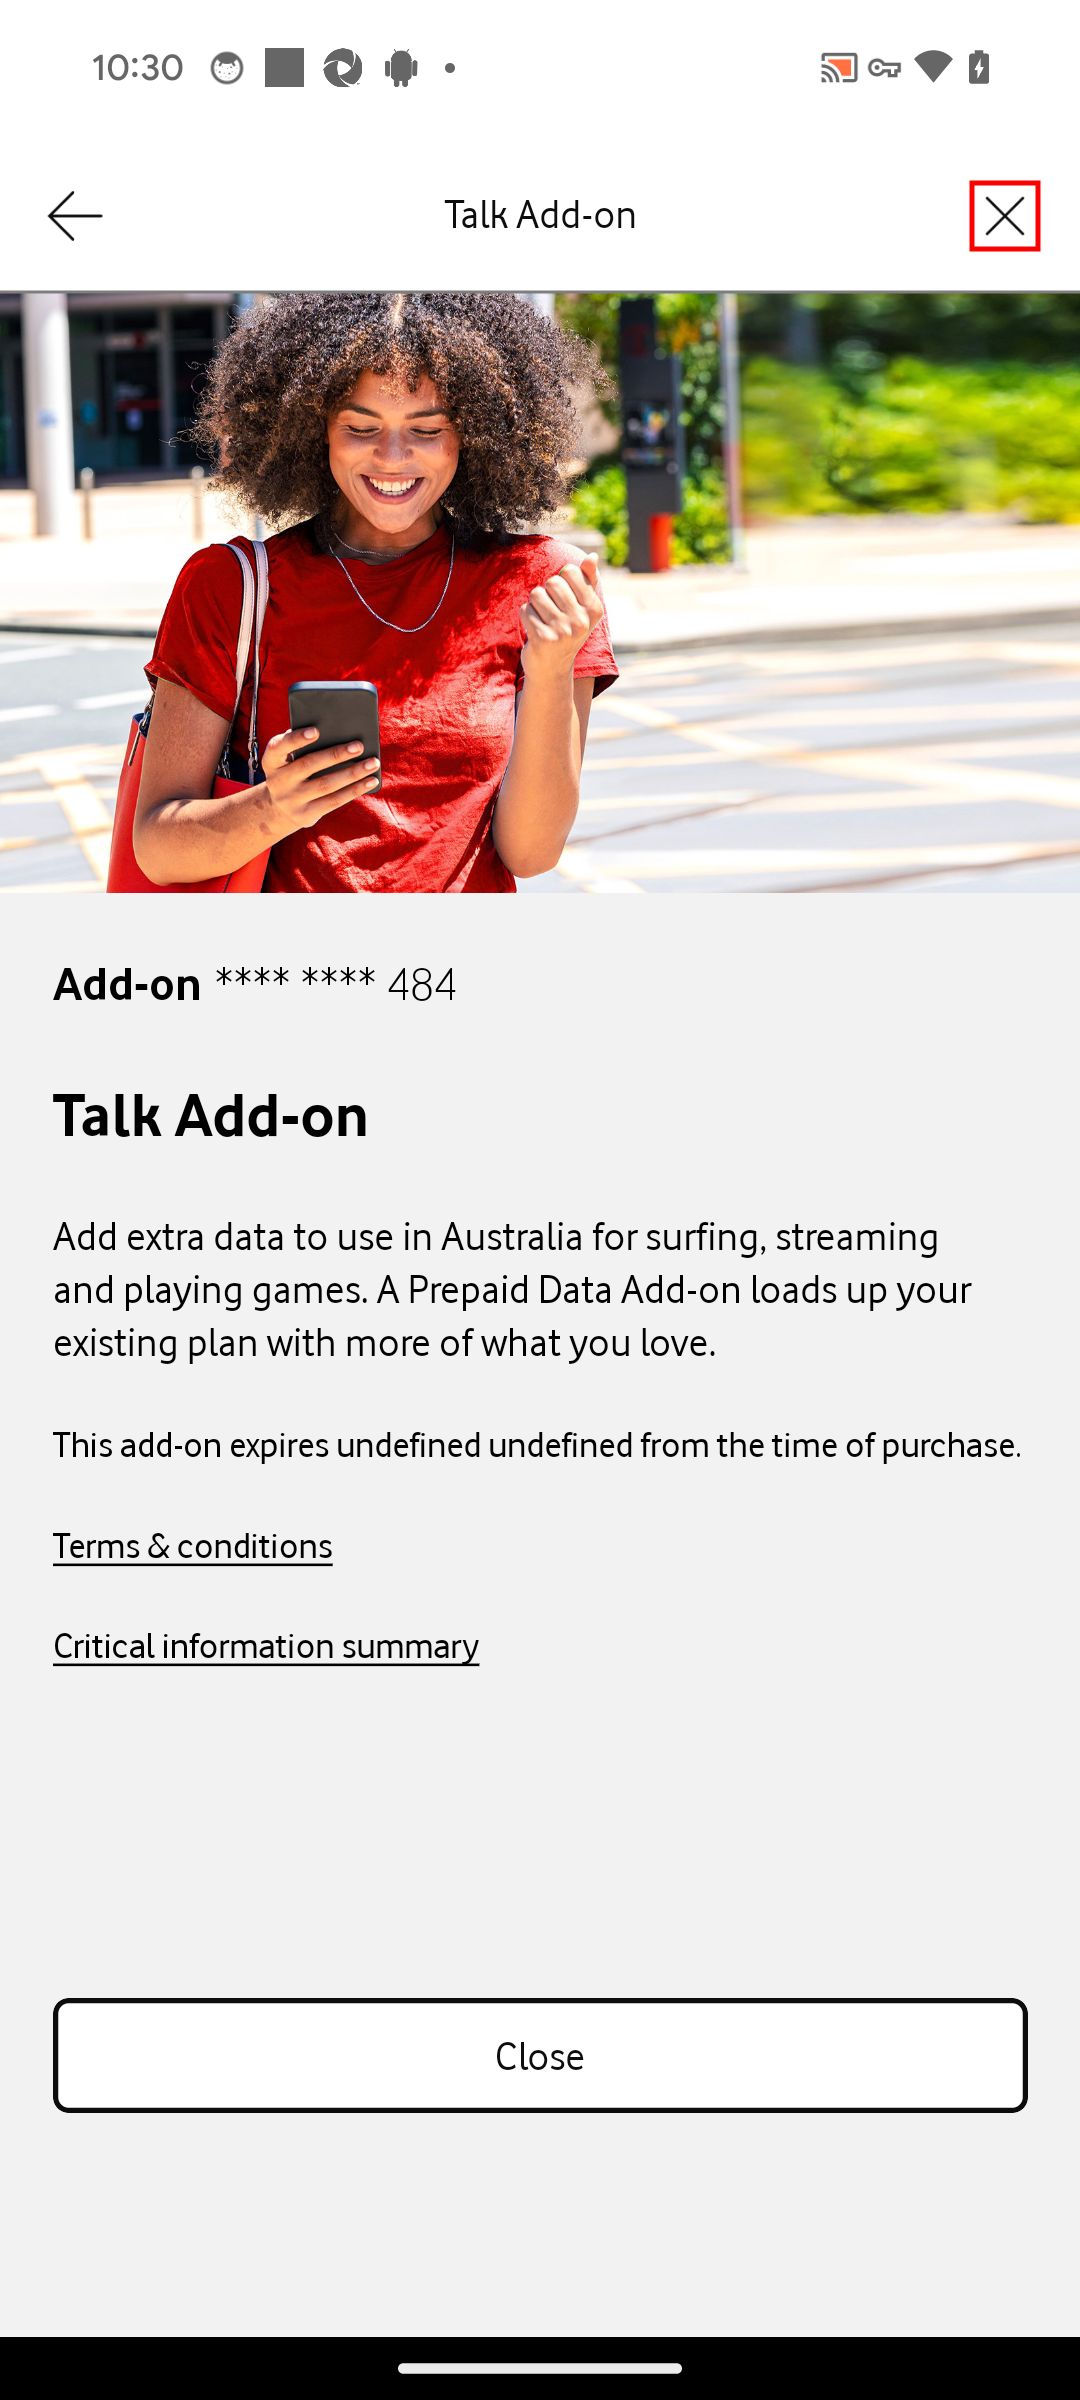 10:30
Talk Add-on
Add-on **** **** 484
Talk Add-on
Add extra data to use in Australia for surfing, streaming
and playing games. A Prepaid Data Add-on loads up your
existing plan with more of what you love.
This add-on expires undefined undefined from the time of purchase.
Terms & conditions
Critical information summary
Close